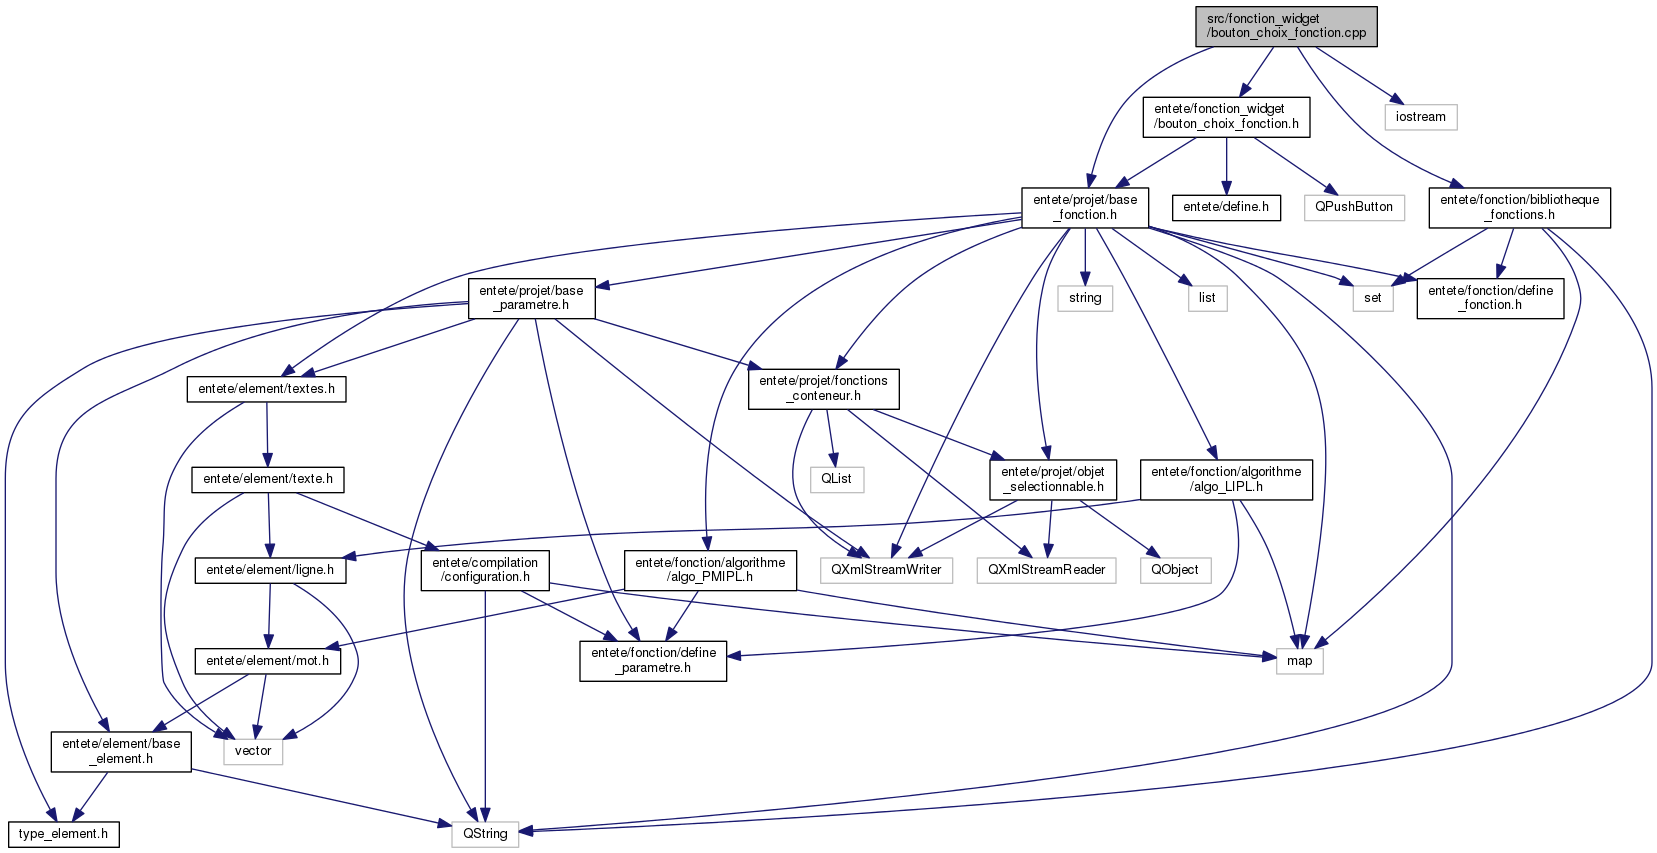 src/fonction_widget
/bouton_choix_fonction.cpp
entete/fonction_widget
/bouton_choix_fonction.h
iostream
entete/projet/base
_fonction.h
entete/define.h
QPushButton
entete/fonction/bibliotheque
_fonctions.h
entete/projet/base
_parametre.h
string
list
set
entete/fonction/define
_fonction.h
entete/element/textes.h
entete/projet/fonctions
_conteneur.h
entete/element/texte.h
QList
entete/projet/objet
_selectionnable.h
entete/fonction/algorithme
/algo_LIPL.h
entete/element/ligne.h
entete/compilation
/configuration.h
entete/fonction/algorithme
/algo_PMIPL.h
QXmlStreamWriter
QXmlStreamReader
QObject
entete/element/mot.h
entete/fonction/define
_parametre.h
map
entete/element/base
_element.h
vector
type_element.h
QString